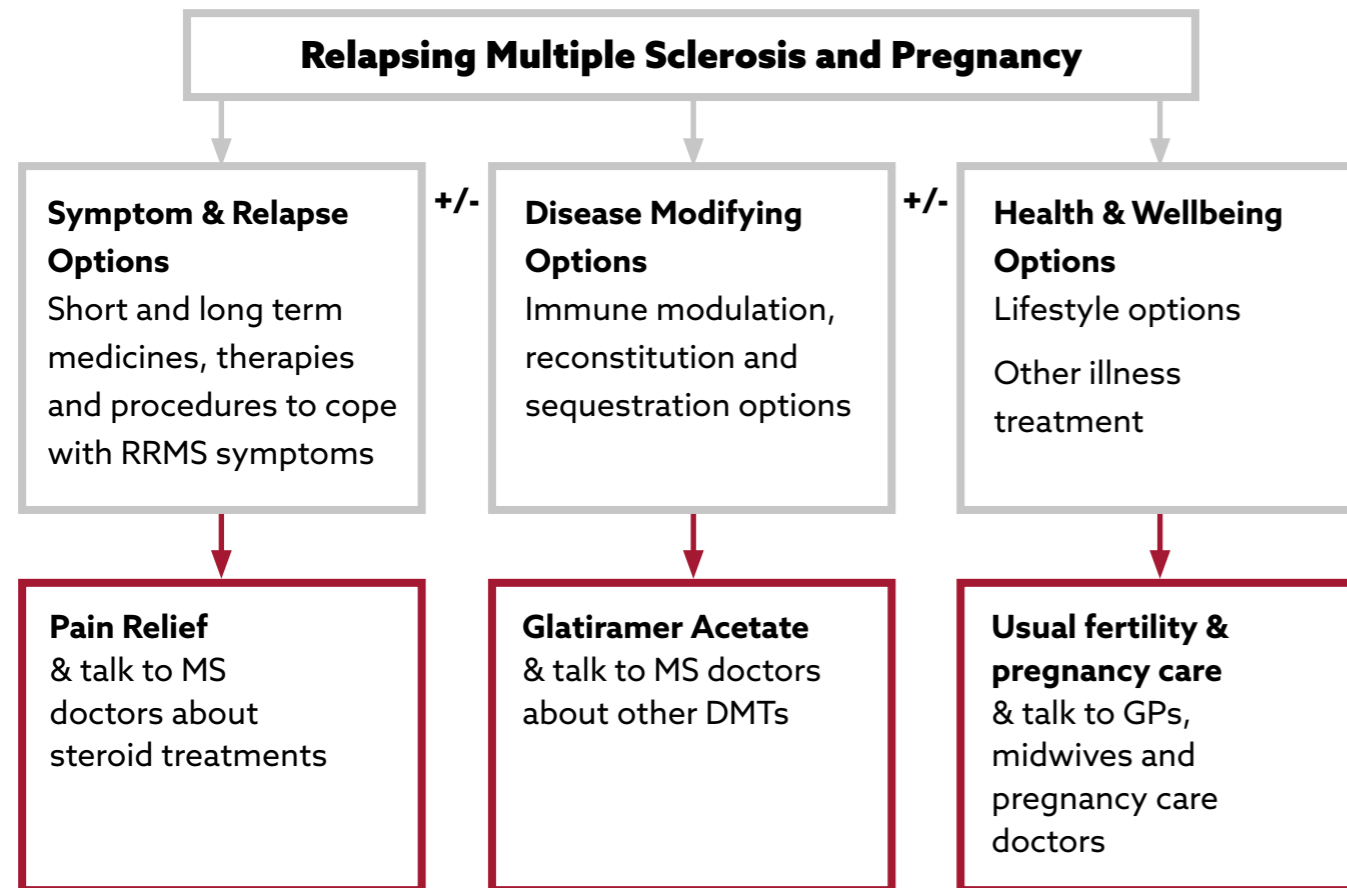 Relapsing Multiple Sclerosis and Pregnancy
Symptom & Relapse
Options
Short and long term
medicines, therapies
and procedures to cope
with RRMS symptoms
+/-
Disease Modifying
Options
Immune modulation,
reconstitution and
sequestration options
+/-
Health & Wellbeing
Options
Lifestyle options
Other illness
treatment
Pain Relief
& talk to MS
doctors about
steroid treatments
Glatiramer Acetate
& talk to MS doctors
about other DMTs
Usual fertility &
pregnancy care
& talk to GPs,
midwives and
pregnancy care
doctors